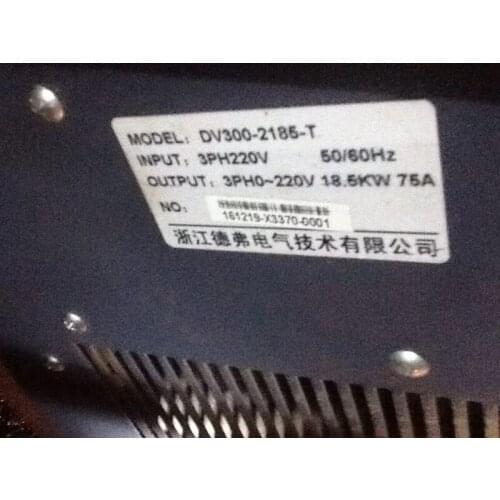 MODEL: DV300-2185-T
INPUT: 3PH220V 50/60Hz
OUTPUT: 3PH0~220V 18.5KW 75A
NO: 161219-X3370-0001
浙江德弗电气技术有限公司